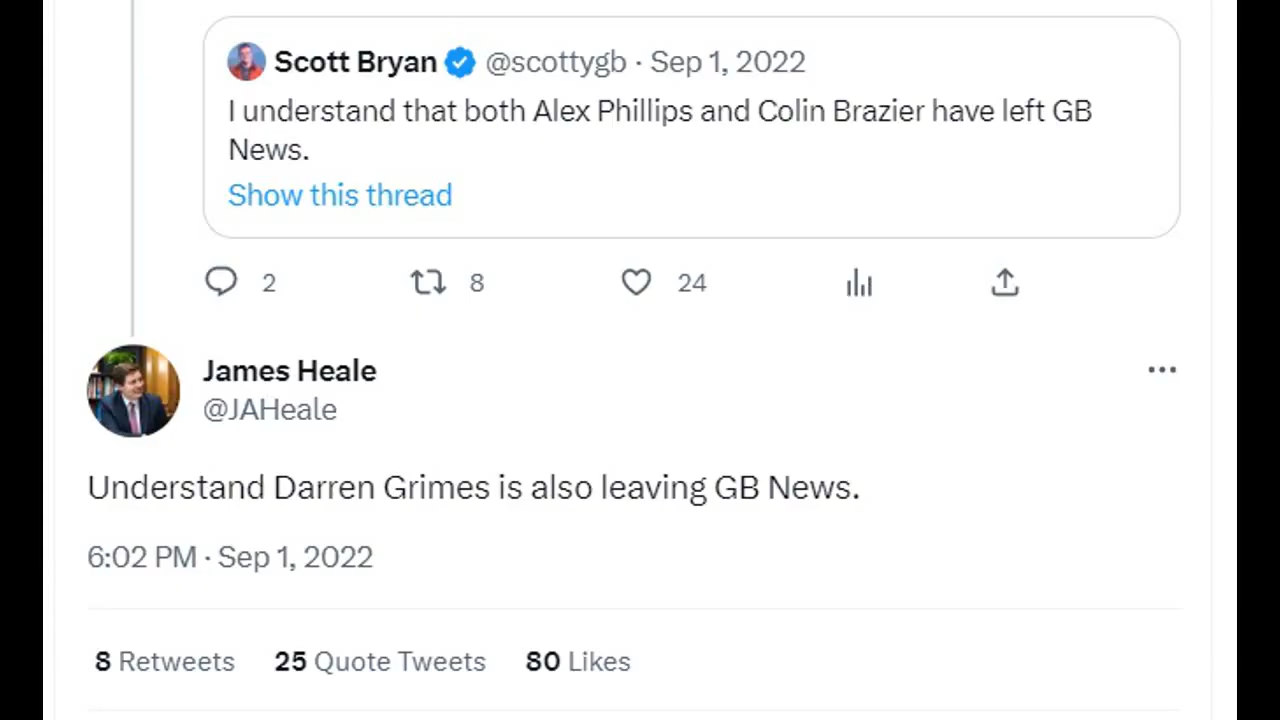 Scott Bryan @scottygb · Sep 1, 2022
I understand that both Alex Phillips and Colin Brazier have left GB
News.
Show this thread
2 8 24
James Heale
@JAHeale
Understand Darren Grimes is also leaving GB News.
6:02 PM · Sep 1, 2022
8 Retweets 25 Quote Tweets 80 Likes